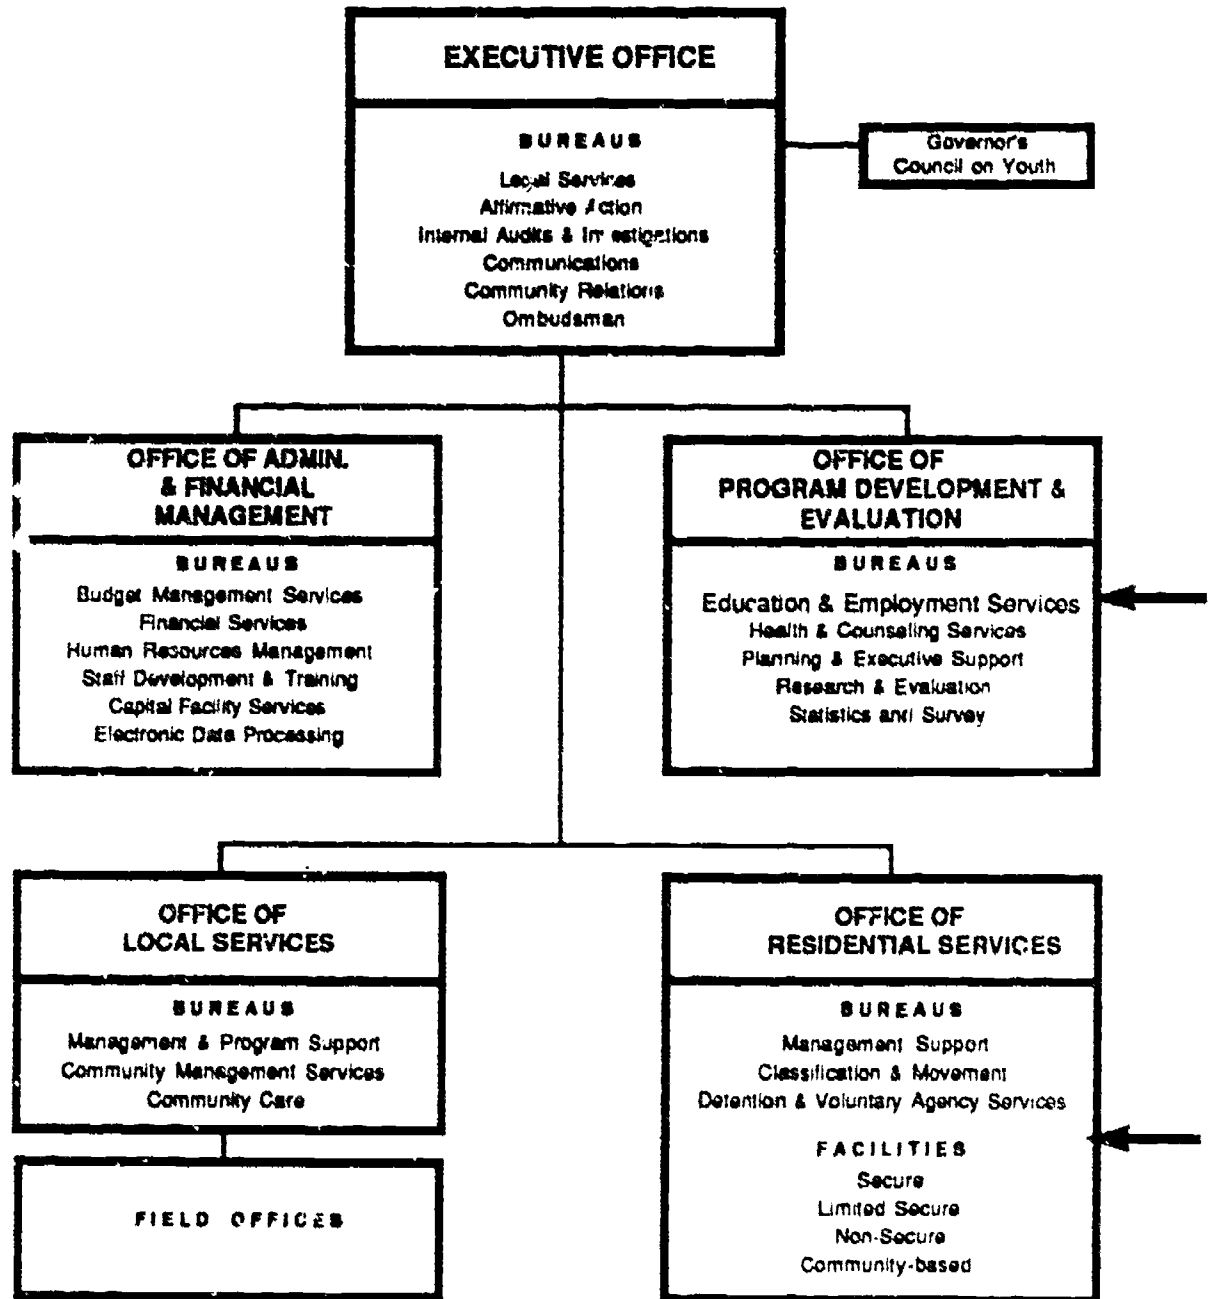 EXECUTIVE OFFICE
BUREAUS
Legal Services
Affirmative Action
Internal Audits & Investigations
Communications
Community Relations
Ombudsman
Governor's
Council on Youth
OFFICE OF ADMIN.
& FINANCIAL
MANAGEMENT
BUREAUS
Budget Management Services
Financial Services
Human Resources Management
Staff Development & Training
Capital Facility Services
Electronic Data Processing
OFFICE OF
PROGRAM DEVELOPMENT &
EVALUATION
BUREAUS
Education & Employment Services
Health & Counseling Services
Planning & Executive Support
Research & Evaluation
Statistics and Survey
OFFICE OF
LOCAL SERVICES
BUREAUS
Management & Program Support
Community Management Services
Community Care
FIELD OFFICES
OFFICE OF
RESIDENTIAL SERVICES
BUREAUS
Management Support
Classification & Movement
Detention & Voluntary Agency Services
FACILITIES
Secure
Limited Secure
Non-Secure
Community-based